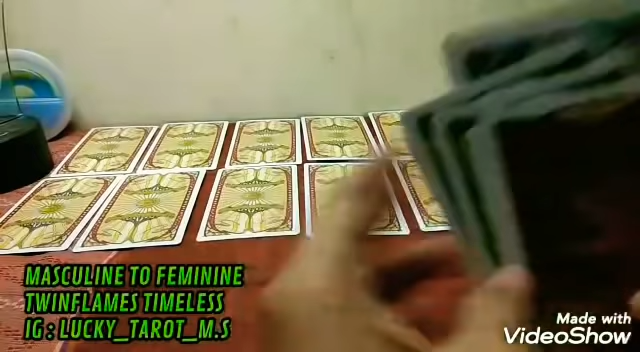 MASCULINE TO FEMININE
TWINFLAMES TIMELESS
IG : LUCKY_TAROT_M.S
Made with
VideoShow